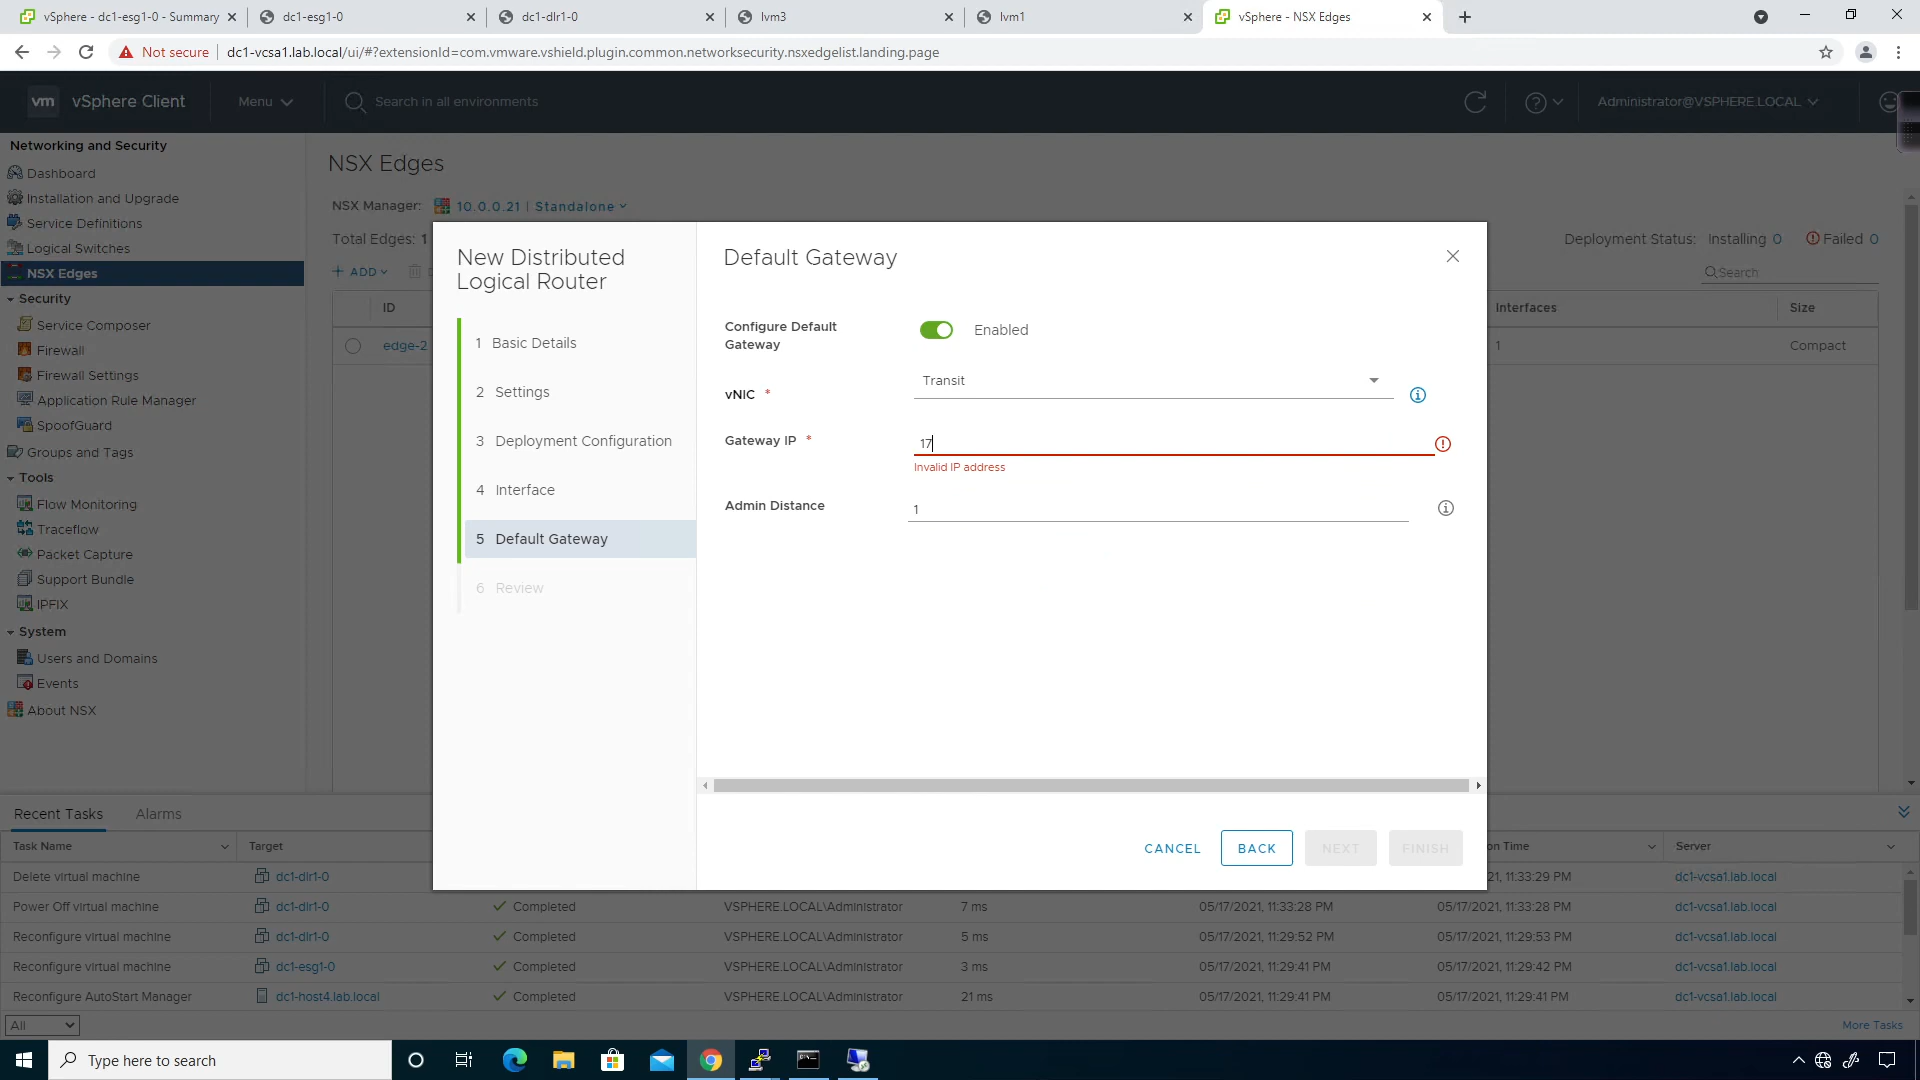 vSphere - dc1-esg1-0 - Summary
dc1-esg1-0
dc1-dlr1-0
lvm3
lvm1
vSphere - NSX Edges
Not secure
dc1-vcsa1.lab.local/ui/#?extensionId=com.vmware.vshield.plugin.common.networksecurity.nsxedgelist.landing.page
vm vSphere Client
Menu
Search in all environments
Administrator@VSPHERE.LOCAL
Networking and Security
Dashboard
Installation and Upgrade
Service Definitions
Logical Switches
NSX Edges
Security
Service Composer
Firewall
Firewall Settings
Application Rule Manager
SpoofGuard
Groups and Tags
Tools
Flow Monitoring
Traceflow
Packet Capture
Support Bundle
IPFIX
System
Users and Domains
Events
About NSX
NSX Edges
NSX Manager: 10.0.0.21 | Standalone
Total Edges: 1
Deployment Status: Installing 0 Failed 0
+ ADD
Search
ID
Interfaces
Size
edge-2
1
Compact
New Distributed
Logical Router
1 Basic Details
2 Settings
3 Deployment Configuration
4 Interface
5 Default Gateway
6 Review
Default Gateway
Configure Default
Gateway
Enabled
vNIC *
Transit
Gateway IP *
17
Invalid IP address
Admin Distance
1
CANCEL
BACK
NEXT
FINISH
Recent Tasks
Alarms
Task Name
Target
on Time
Server
Delete virtual machine
dc1-dlr1-0
21, 11:33:29 PM
dc1-vcsa1.lab.local
Power Off virtual machine
dc1-dlr1-0
Completed
VSPHERE.LOCAL\Administrator
7 ms
05/17/2021, 11:33:28 PM
05/17/2021, 11:33:28 PM
dc1-vcsa1.lab.local
Reconfigure virtual machine
dc1-dlr1-0
Completed
VSPHERE.LOCAL\Administrator
5 ms
05/17/2021, 11:29:52 PM
05/17/2021, 11:29:53 PM
dc1-vcsa1.lab.local
Reconfigure virtual machine
dc1-esg1-0
Completed
VSPHERE.LOCAL\Administrator
3 ms
05/17/2021, 11:29:41 PM
05/17/2021, 11:29:42 PM
dc1-vcsa1.lab.local
Reconfigure AutoStart Manager
dc1-host4.lab.local
Completed
VSPHERE.LOCAL\Administrator
21 ms
05/17/2021, 11:29:41 PM
05/17/2021, 11:29:41 PM
dc1-vcsa1.lab.local
All
More Tasks
Type here to search